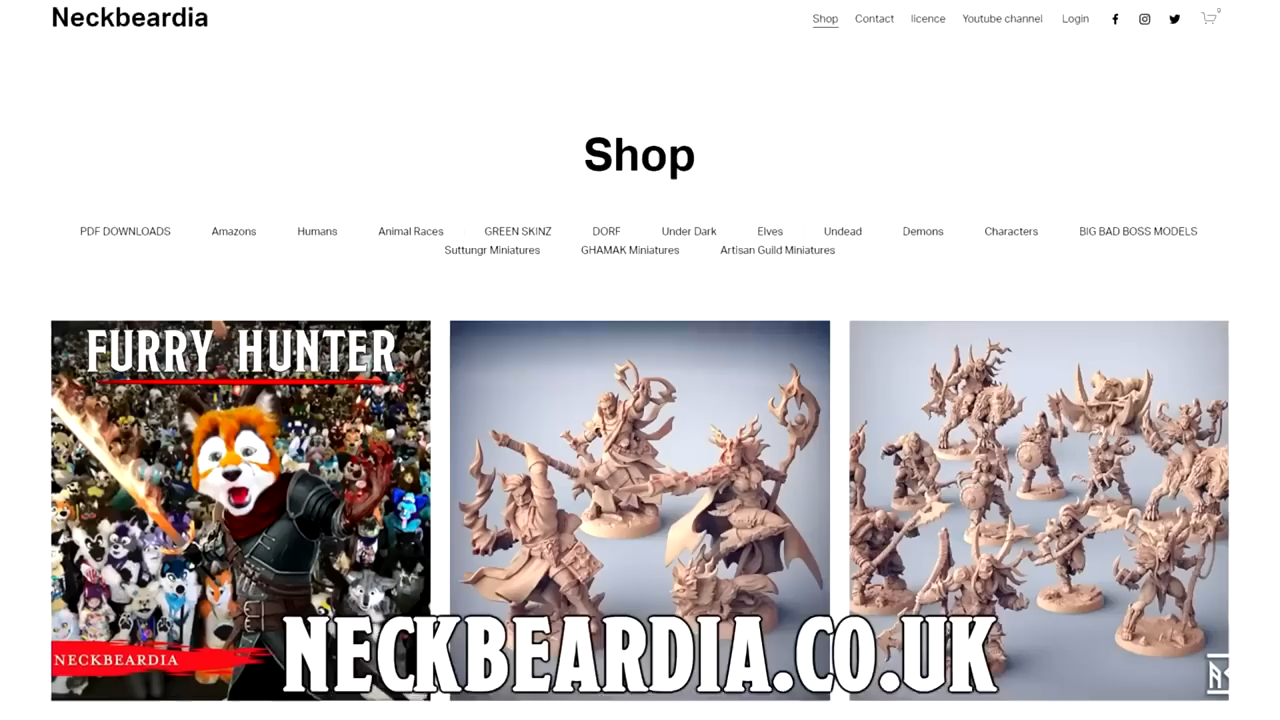 Neckbeardia
Shop Contact licence Youtube channel Login 0
Shop
PDF DOWNLOADS Amazons Humans Animal Races GREEN SKINZ DORF Under Dark Elves Undead Demons Characters BIG BAD BOSS MODELS
Suttungr Miniatures GHAMAK Miniatures Artisan Guild Miniatures
FURRY HUNTER
NECKBEARDIA
NECKBEARDIA.CO.UK